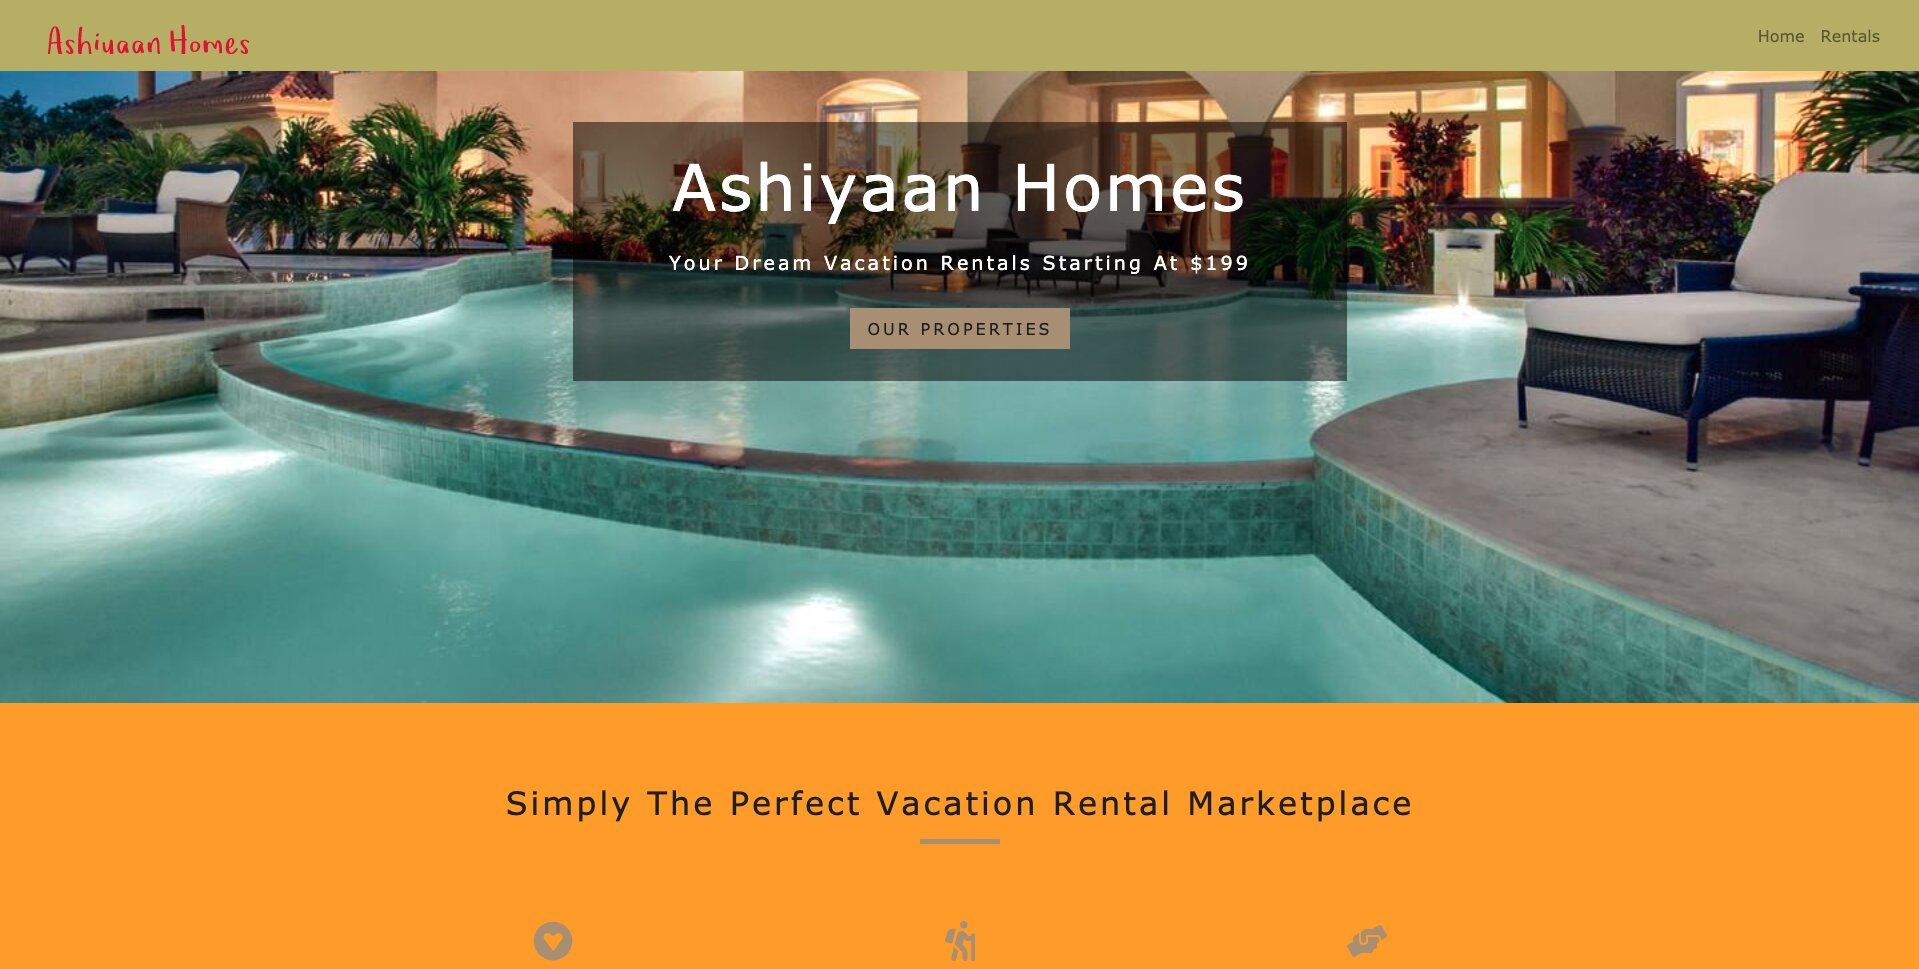 Ashiyaan Homes
Home Rentals
Ashiyaan Homes
Your Dream Vacation Rentals Starting At $199
OUR PROPERTIES
Simply The Perfect Vacation Rental Marketplace